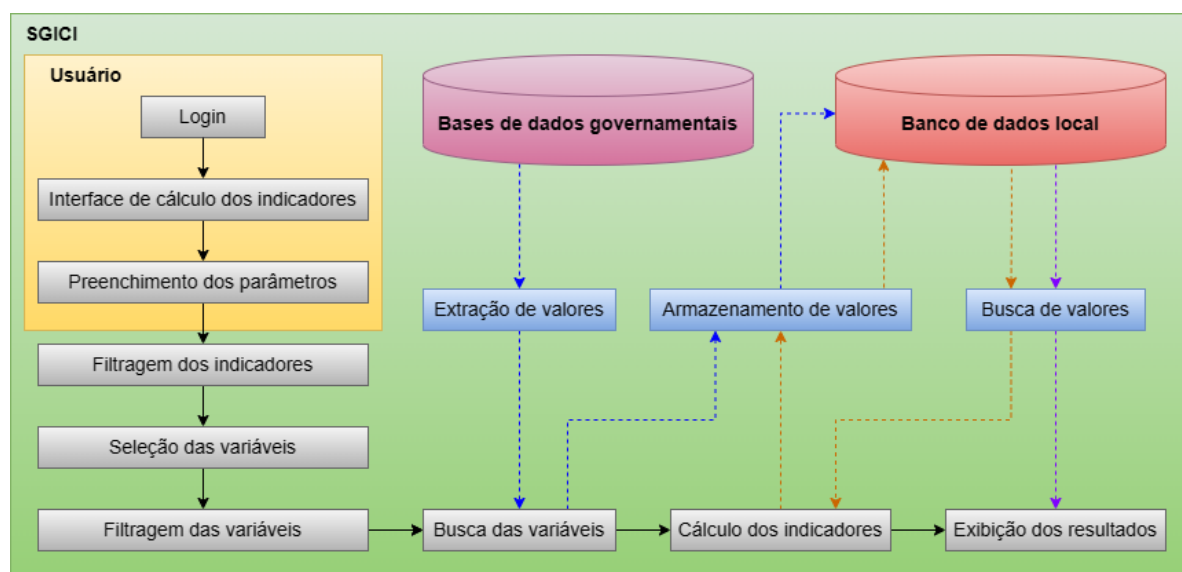 SGICI
Usuário
Login
Interface de cálculo dos indicadores
Preenchimento dos parâmetros
Filtragem dos indicadores
Seleção das variáveis
Filtragem das variáveis
Bases de dados governamentais
Banco de dados local
Extração de valores
Armazenamento de valores
Busca de valores
Busca das variáveis
Cálculo dos indicadores
Exibição dos resultados